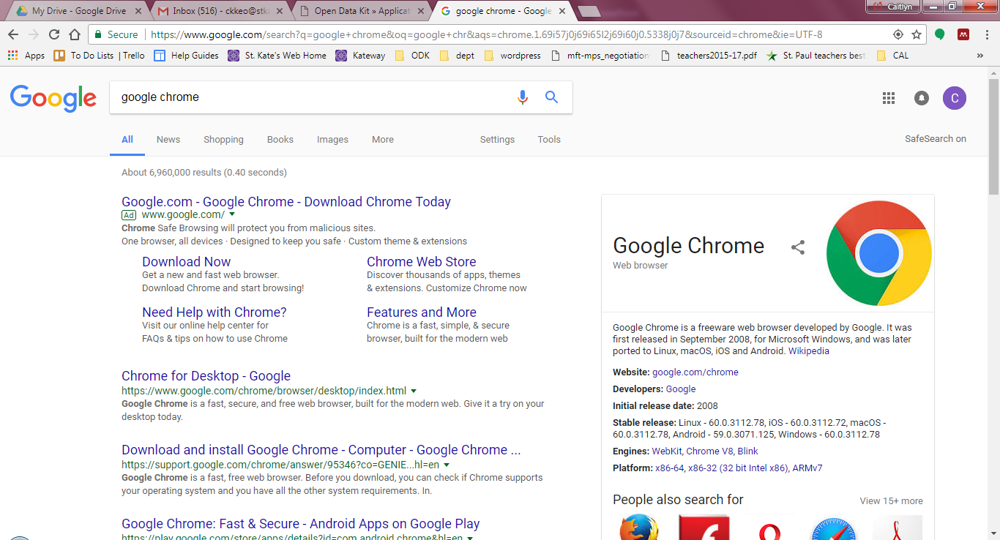 My Drive - Google Drive
Inbox (516) - ckkeo@stk
Open Data Kit » Applicat
google chrome - Google
Caitlyn
Secure https://www.google.com/search?q=google+chrome&oq=google+chr&aqs=chrome.1.69i57j0j69i65l2j69i60j0.5338j0j7&sourceid=chrome&ie=UTF-8
Apps To Do Lists | Trello Help Guides St. Kate's Web Home Kateway ODK dept wordpress mft-mps_negotiation teachers2015-17.pdf St. Paul teachers best CAL »
Google
google chrome
C
All News Shopping Books Images More Settings Tools
SafeSearch on
About 6,960,000 results (0.40 seconds)
Google.com - Google Chrome - Download Chrome Today
Ad www.google.com/
Chrome Safe Browsing will protect you from malicious sites.
One browser, all devices · Designed to keep you safe · Custom theme & extensions
Download Now
Get a new and fast web browser.
Download Chrome and start browsing!
Chrome Web Store
Discover thousands of apps, themes
& extensions. Customize Chrome now
Need Help with Chrome?
Visit our online help center for
FAQs & tips on how to use Chrome
Features and More
Chrome is a fast, simple, & secure
browser, built for the modern web
Chrome for Desktop - Google
https://www.google.com/chrome/browser/desktop/index.html
Google Chrome is a fast, secure, and free web browser, built for the modern web. Give it a try on your
desktop today.
Download and install Google Chrome - Computer - Google Chrome ...
https://support.google.com/chrome/answer/95346?co=GENIE...hl=en
Google Chrome is a fast, free web browser. Before you download, you can check if Chrome supports
your operating system and you have all the other system requirements. In.
Google Chrome: Fast & Secure - Android Apps on Google Play
https://play.google.com/store/apps/details?id=com.android.chrome&hl=en
Google Chrome
Web browser
Google Chrome is a freeware web browser developed by Google. It was
first released in September 2008, for Microsoft Windows, and was later
ported to Linux, macOS, iOS and Android. Wikipedia
Website: google.com/chrome
Developers: Google
Initial release date: 2008
Stable release: Linux - 60.0.3112.78, iOS - 60.0.3112.72, macOS -
60.0.3112.78, Android - 59.0.3071.125, Windows - 60.0.3112.78
Engines: WebKit, Chrome V8, Blink
Platform: x86-64, x86-32 (32 bit Intel x86), ARMv7
People also search for
View 15+ more